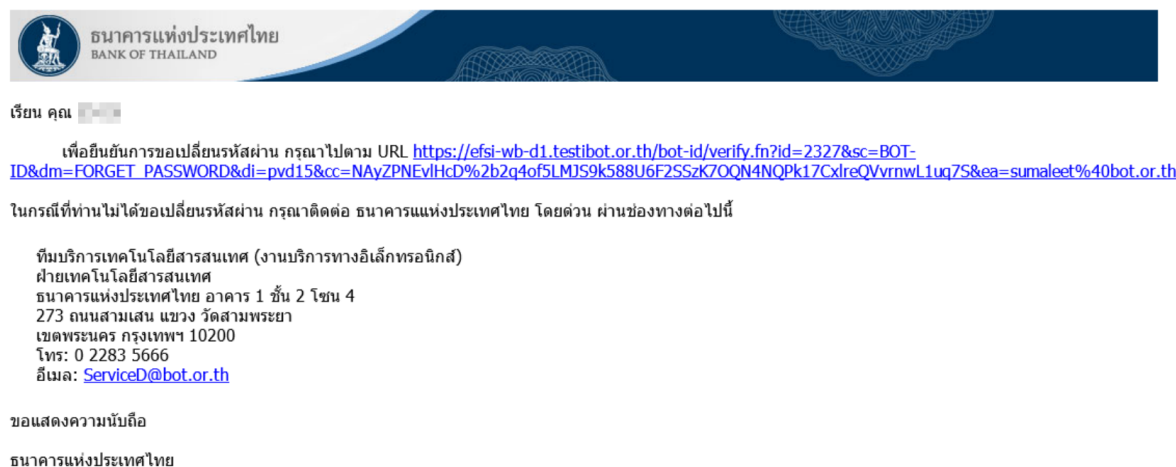 ธนาคารแห่งประเทศไทย
BANK OF THAILAND
เรียน คุณ
เพื่อยืนยันการขอเปลี่ยนรหัสผ่าน กรุณาไปตาม URL https://efsi-wb-d1.testibot.or.th/bot-id/verify.fn?id=2327&sc=BOT-
ID&dm=FORGET_PASSWORD&di=pvd15&cc=NAyZPNEvlHcD%2b2q4of5LMJS9k588U6F2SSzK7OQN4NQPk17CxlreQVvrnwL1uq7S&ea=sumaleet%40bot.or.th
ในกรณีที่ท่านไม่ได้ขอเปลี่ยนรหัสผ่าน กรุณาติดต่อ ธนาคารแแห่งประเทศไทย โดยด่วน ผ่านช่องทางต่อไปนี้
ทีมบริการเทคโนโลยีสารสนเทศ (งานบริการทางอิเล็กทรอนิกส์)
ฝ่ายเทคโนโลยีสารสนเทศ
ธนาคารแห่งประเทศไทย อาคาร 1 ชั้น 2 โซน 4
273 ถนนสามเสน แขวง วัดสามพระยา
เขตพระนคร กรุงเทพฯ 10200
โทร: 0 2283 5666
อีเมล: ServiceD@bot.or.th
ขอแสดงความนับถือ
ธนาคารแห่งประเทศไทย